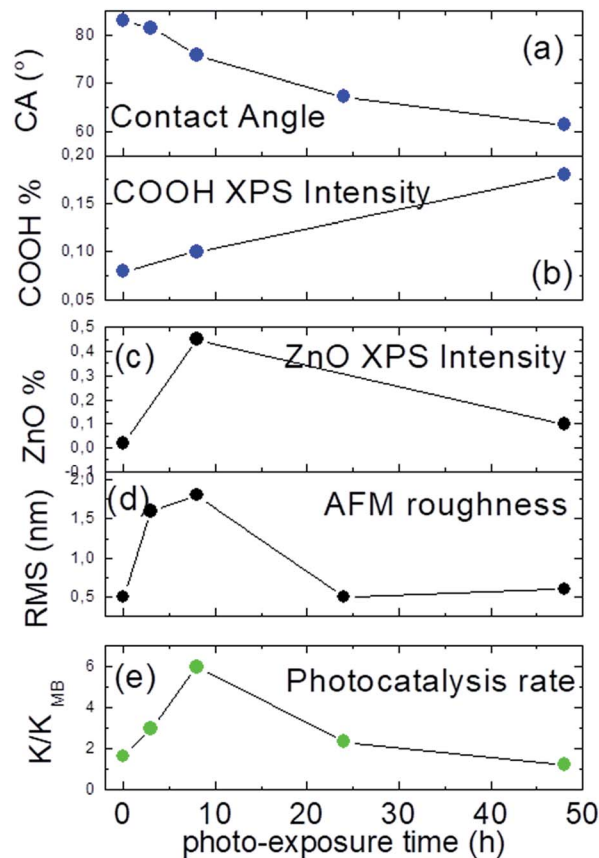 80
70
60
CA (°)
(a)
Contact Angle
0,20
0,15
0,10
0,05
COOH %
COOH XPS Intensity
(b)
0,5
0,4
0,3
0,2
0,1
0,0
-0,1
ZnO %
(c)
ZnO XPS Intensity
2,0
1,5
1,0
0,5
RMS (nm)
(d)
AFM roughness
6
4
2
0
K/K MB
(e)
Photocatalysis rate
0 10 20 30 40 50
photo-exposure time (h)